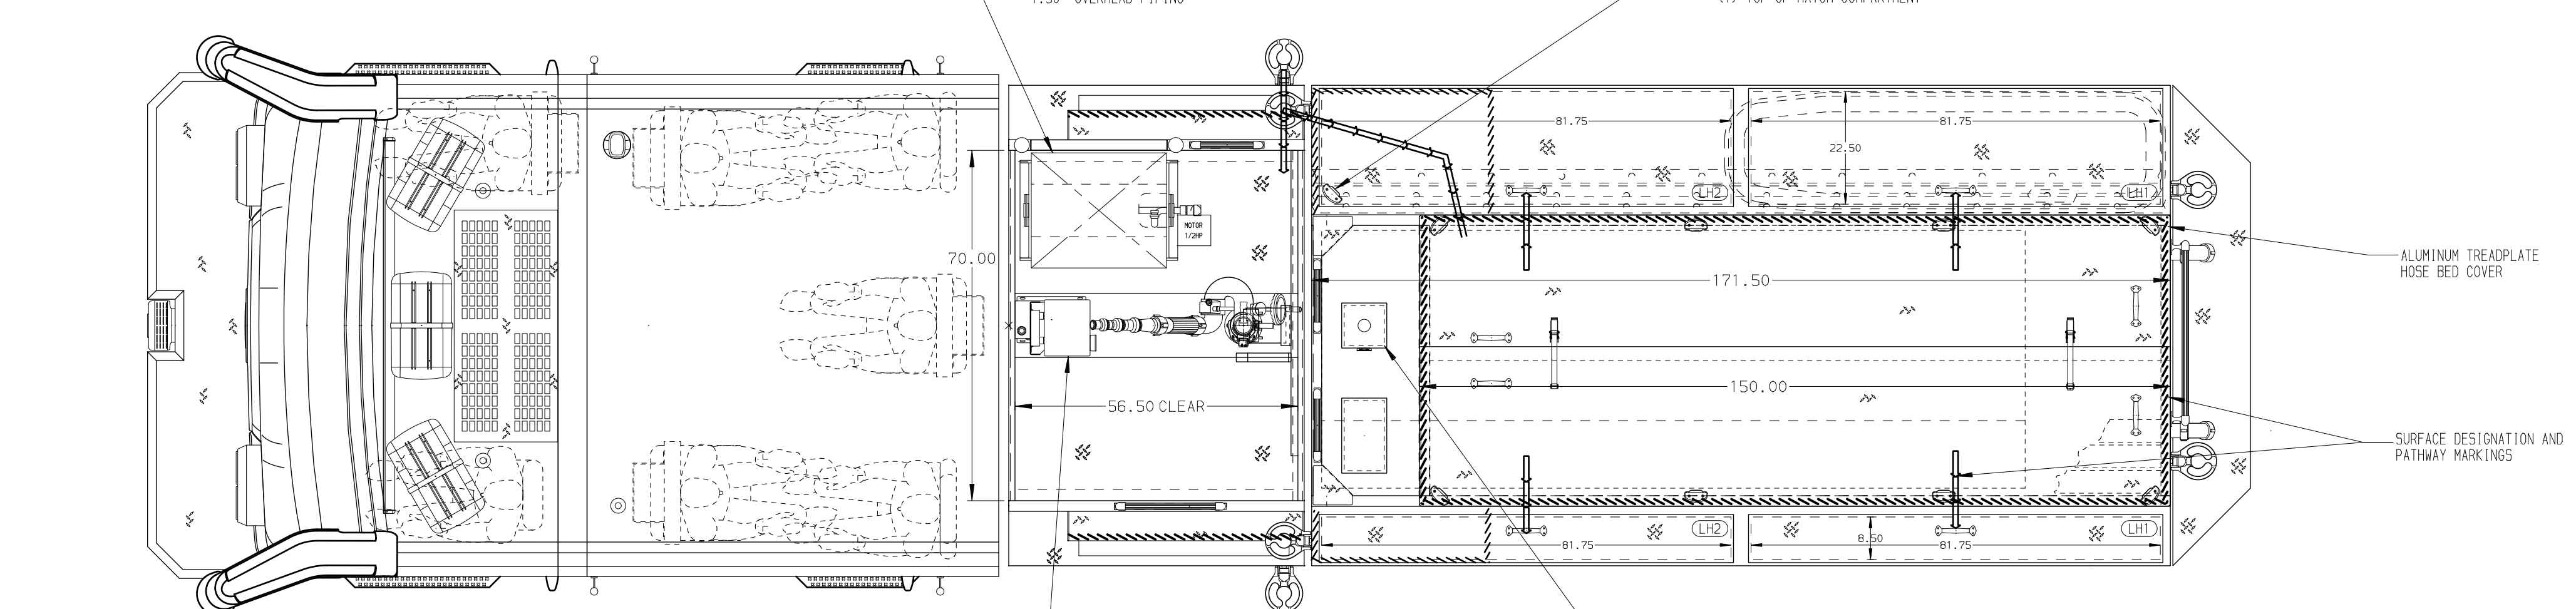 1.50" OVERHEAD PIPING
(1) TOP OF HATCH COMPARTMENT
81.75
81.75
22.50
LH2
LH1
MOTOR
1/2HP
70.00
ALUMINUM TREADPLATE
HOSE BED COVER
171.50
150.00
56.50 CLEAR
SURFACE DESIGNATION AND
PATHWAY MARKINGS
LH2
LH1
8.50
81.75
81.75